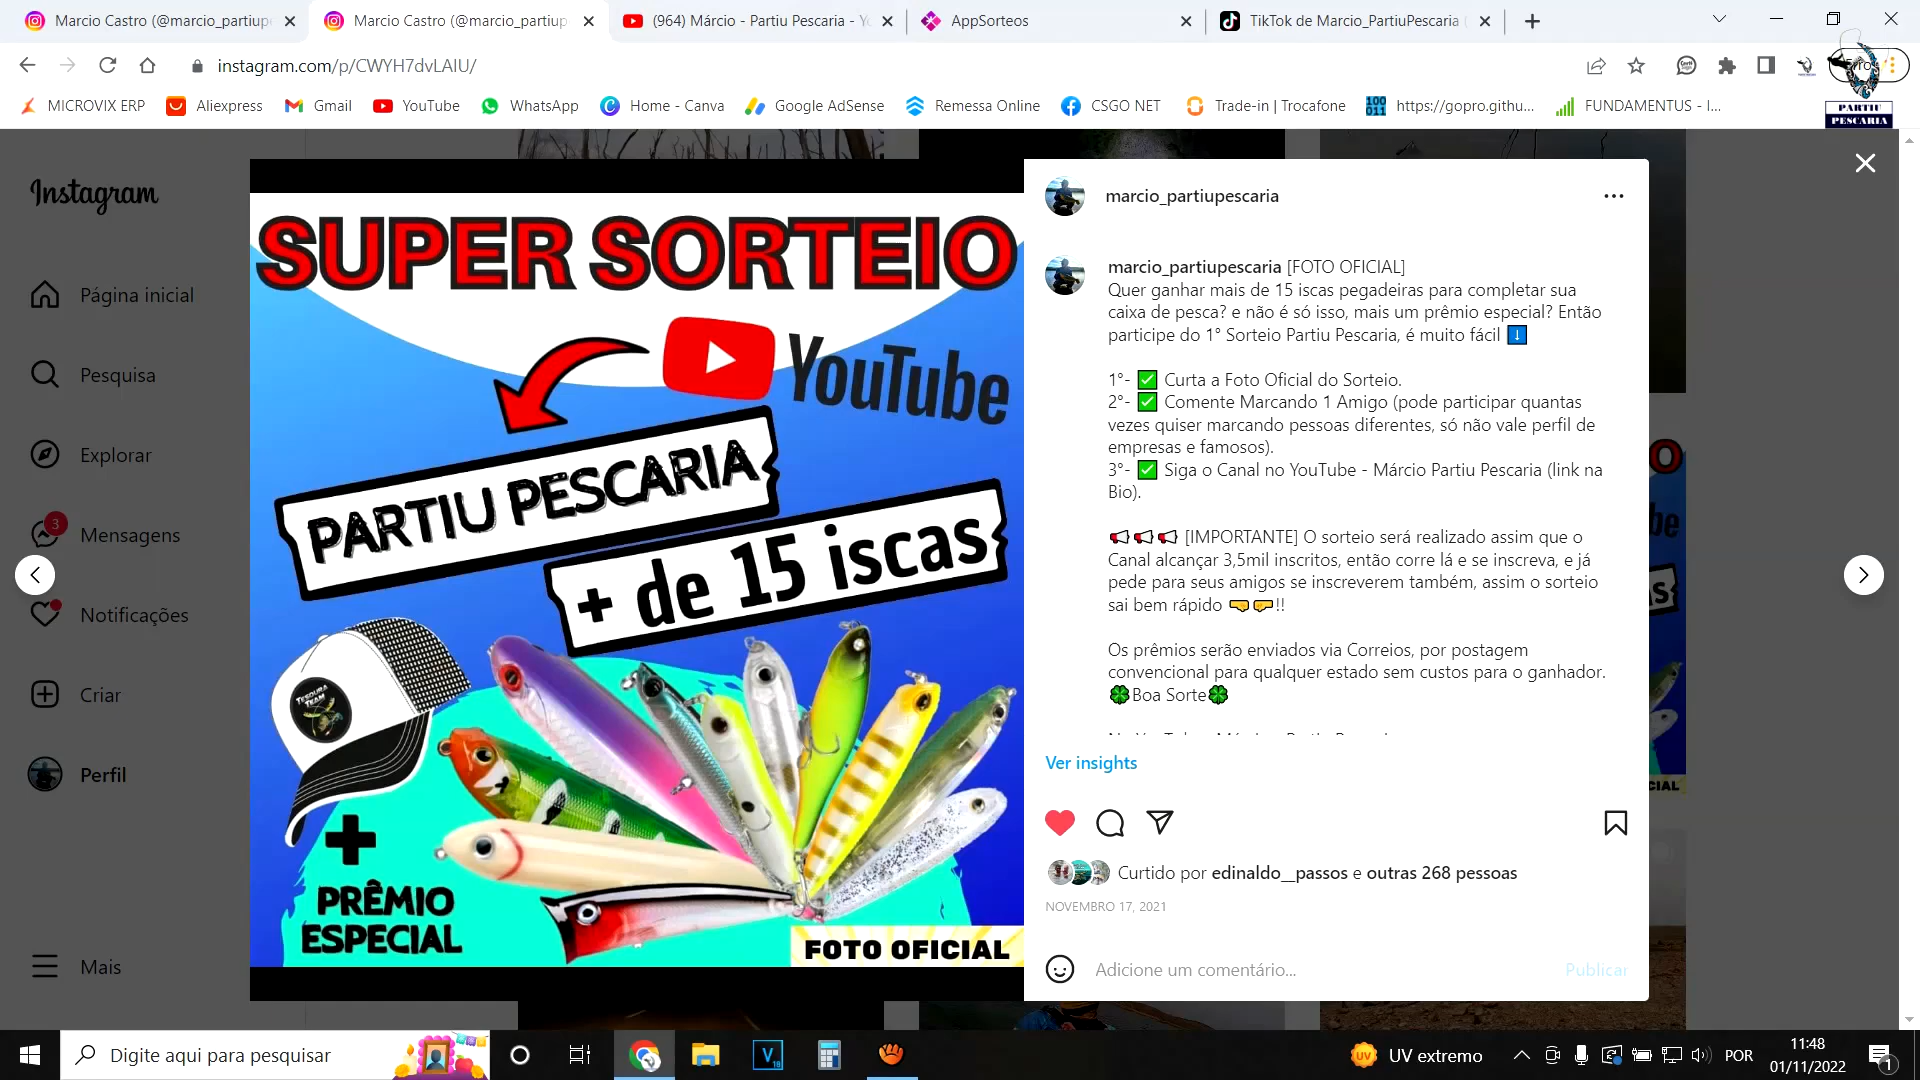 Marcio Castro (@marcio_partiupe
Marcio Castro (@marcio_partiup
(964) Márcio - Partiu Pescaria - Yo
AppSorteos
TikTok de Marcio_PartiuPescaria (
instagram.com/p/CWYH7dvLAIU/
MICROVIX ERP
Aliexpress
Gmail
YouTube
WhatsApp
Home - Canva
Google AdSense
Remessa Online
CSGO NET
Trade-in | Trocafone
https://gopro.githu...
FUNDAMENTUS - I...
PARTIU
PESCARIA
Instagram
Página inicial
Pesquisa
Explorar
3
Mensagens
Notificações
Criar
Perfil
Mais
SUPER SORTEIO
YouTube
PARTIU PESCARIA
+ de 15 iscas
TESOURA
TEAM
+
PRÊMIO
ESPECIAL
FOTO OFICIAL
marcio_partiupescaria
marcio_partiupescaria [FOTO OFICIAL]
Quer ganhar mais de 15 iscas pegadeiras para completar sua
caixa de pesca? e não é só isso, mais um prêmio especial? Então
participe do 1° Sorteio Partiu Pescaria, é muito fácil ⬇️
1°- ✅ Curta a Foto Oficial do Sorteio.
2°- ✅ Comente Marcando 1 Amigo (pode participar quantas
vezes quiser marcando pessoas diferentes, só não vale perfil de
empresas e famosos).
3°- ✅ Siga o Canal no YouTube - Márcio Partiu Pescaria (link na
Bio).
📢📢📢 [IMPORTANTE] O sorteio será realizado assim que o
Canal alcançar 3,5mil inscritos, então corre lá e se inscreva, e já
pede para seus amigos se inscreverem também, assim o sorteio
sai bem rápido 🤜🤛!!
Os prêmios serão enviados via Correios, por postagem
convencional para qualquer estado sem custos para o ganhador.
🍀Boa Sorte🍀
Ver insights
Curtido por edinaldo__passos e outras 268 pessoas
NOVEMBRO 17, 2021
Adicione um comentário...
Publicar
Digite aqui para pesquisar
UV extremo
POR
11:48
01/11/2022
1